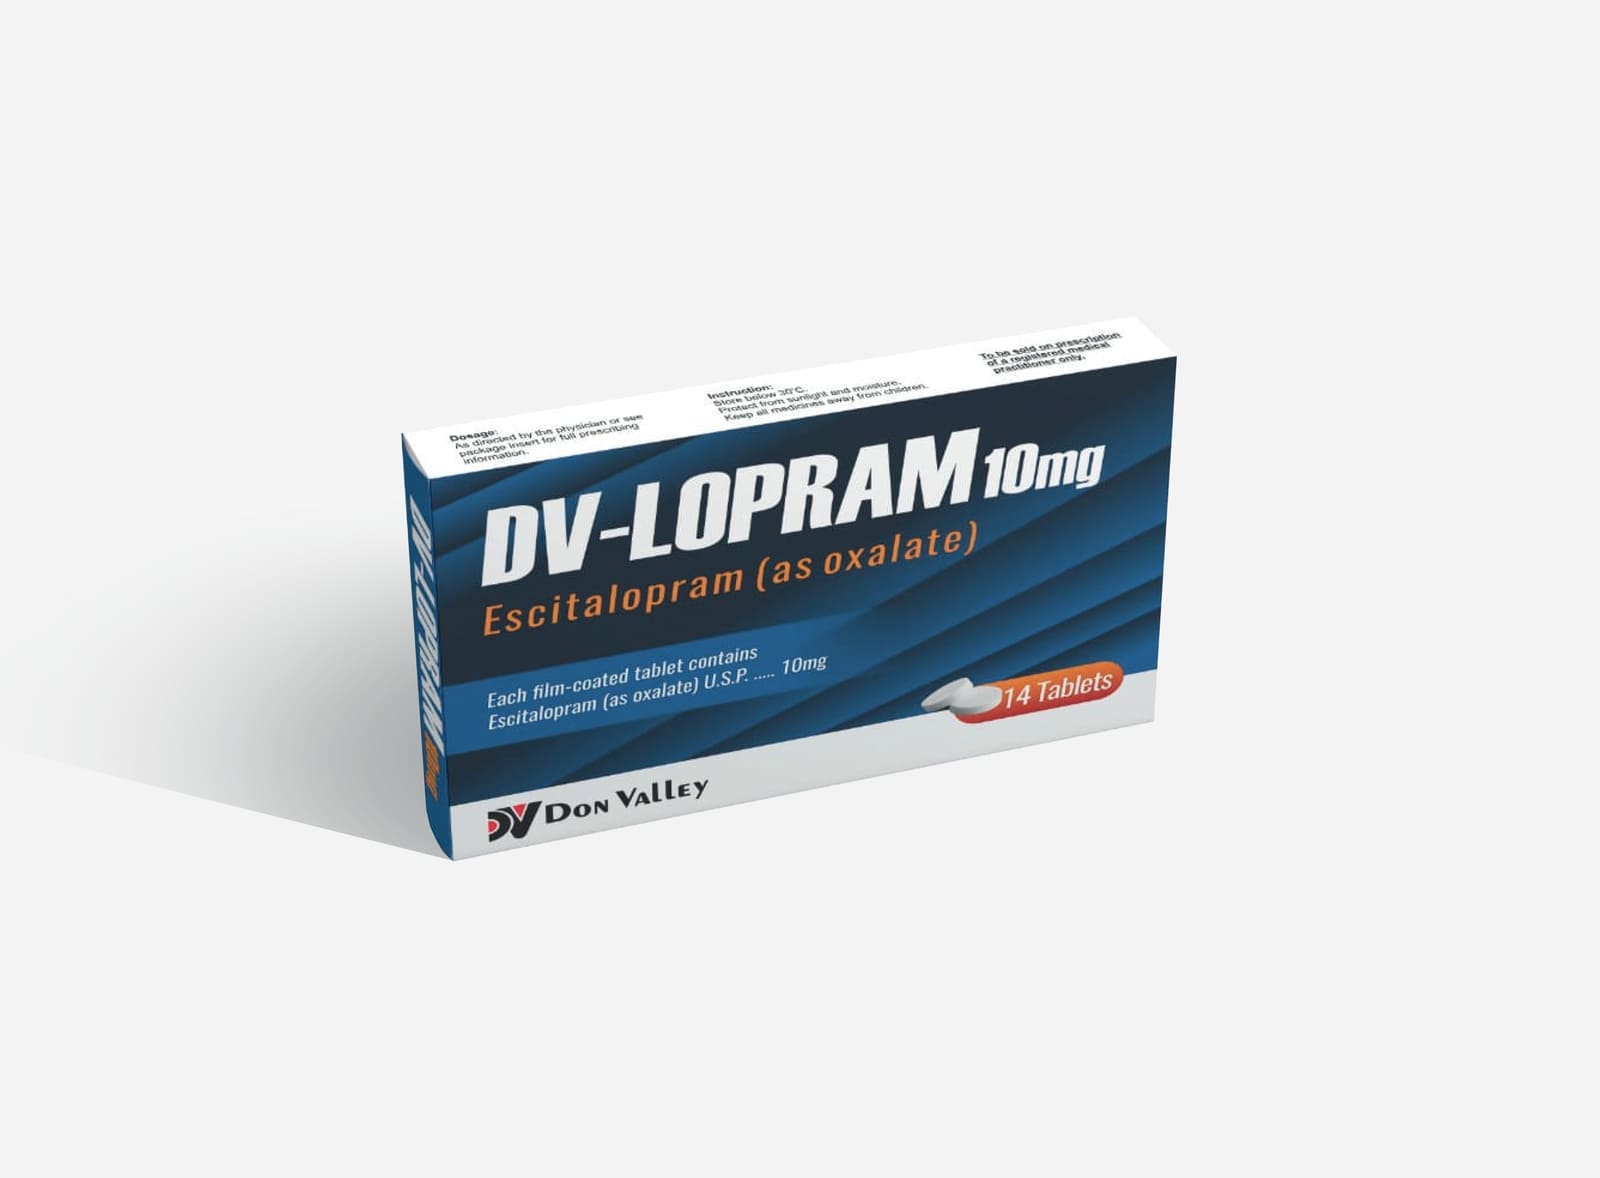 Dosage:
As directed by the physician or see
package insert for full prescribing
information.
Instruction:
Store below 30°C.
Protect from sunlight and moisture.
Keep all medicines away from children.
To be sold on prescription
of a registered medical
practitioner only.
DV-LOPRAM 10mg
Escitalopram (as oxalate)
Each film-coated tablet contains
Escitalopram (as oxalate) U.S.P. ..... 10mg
14 Tablets
DV DON VALLEY
DV-LOPRAM